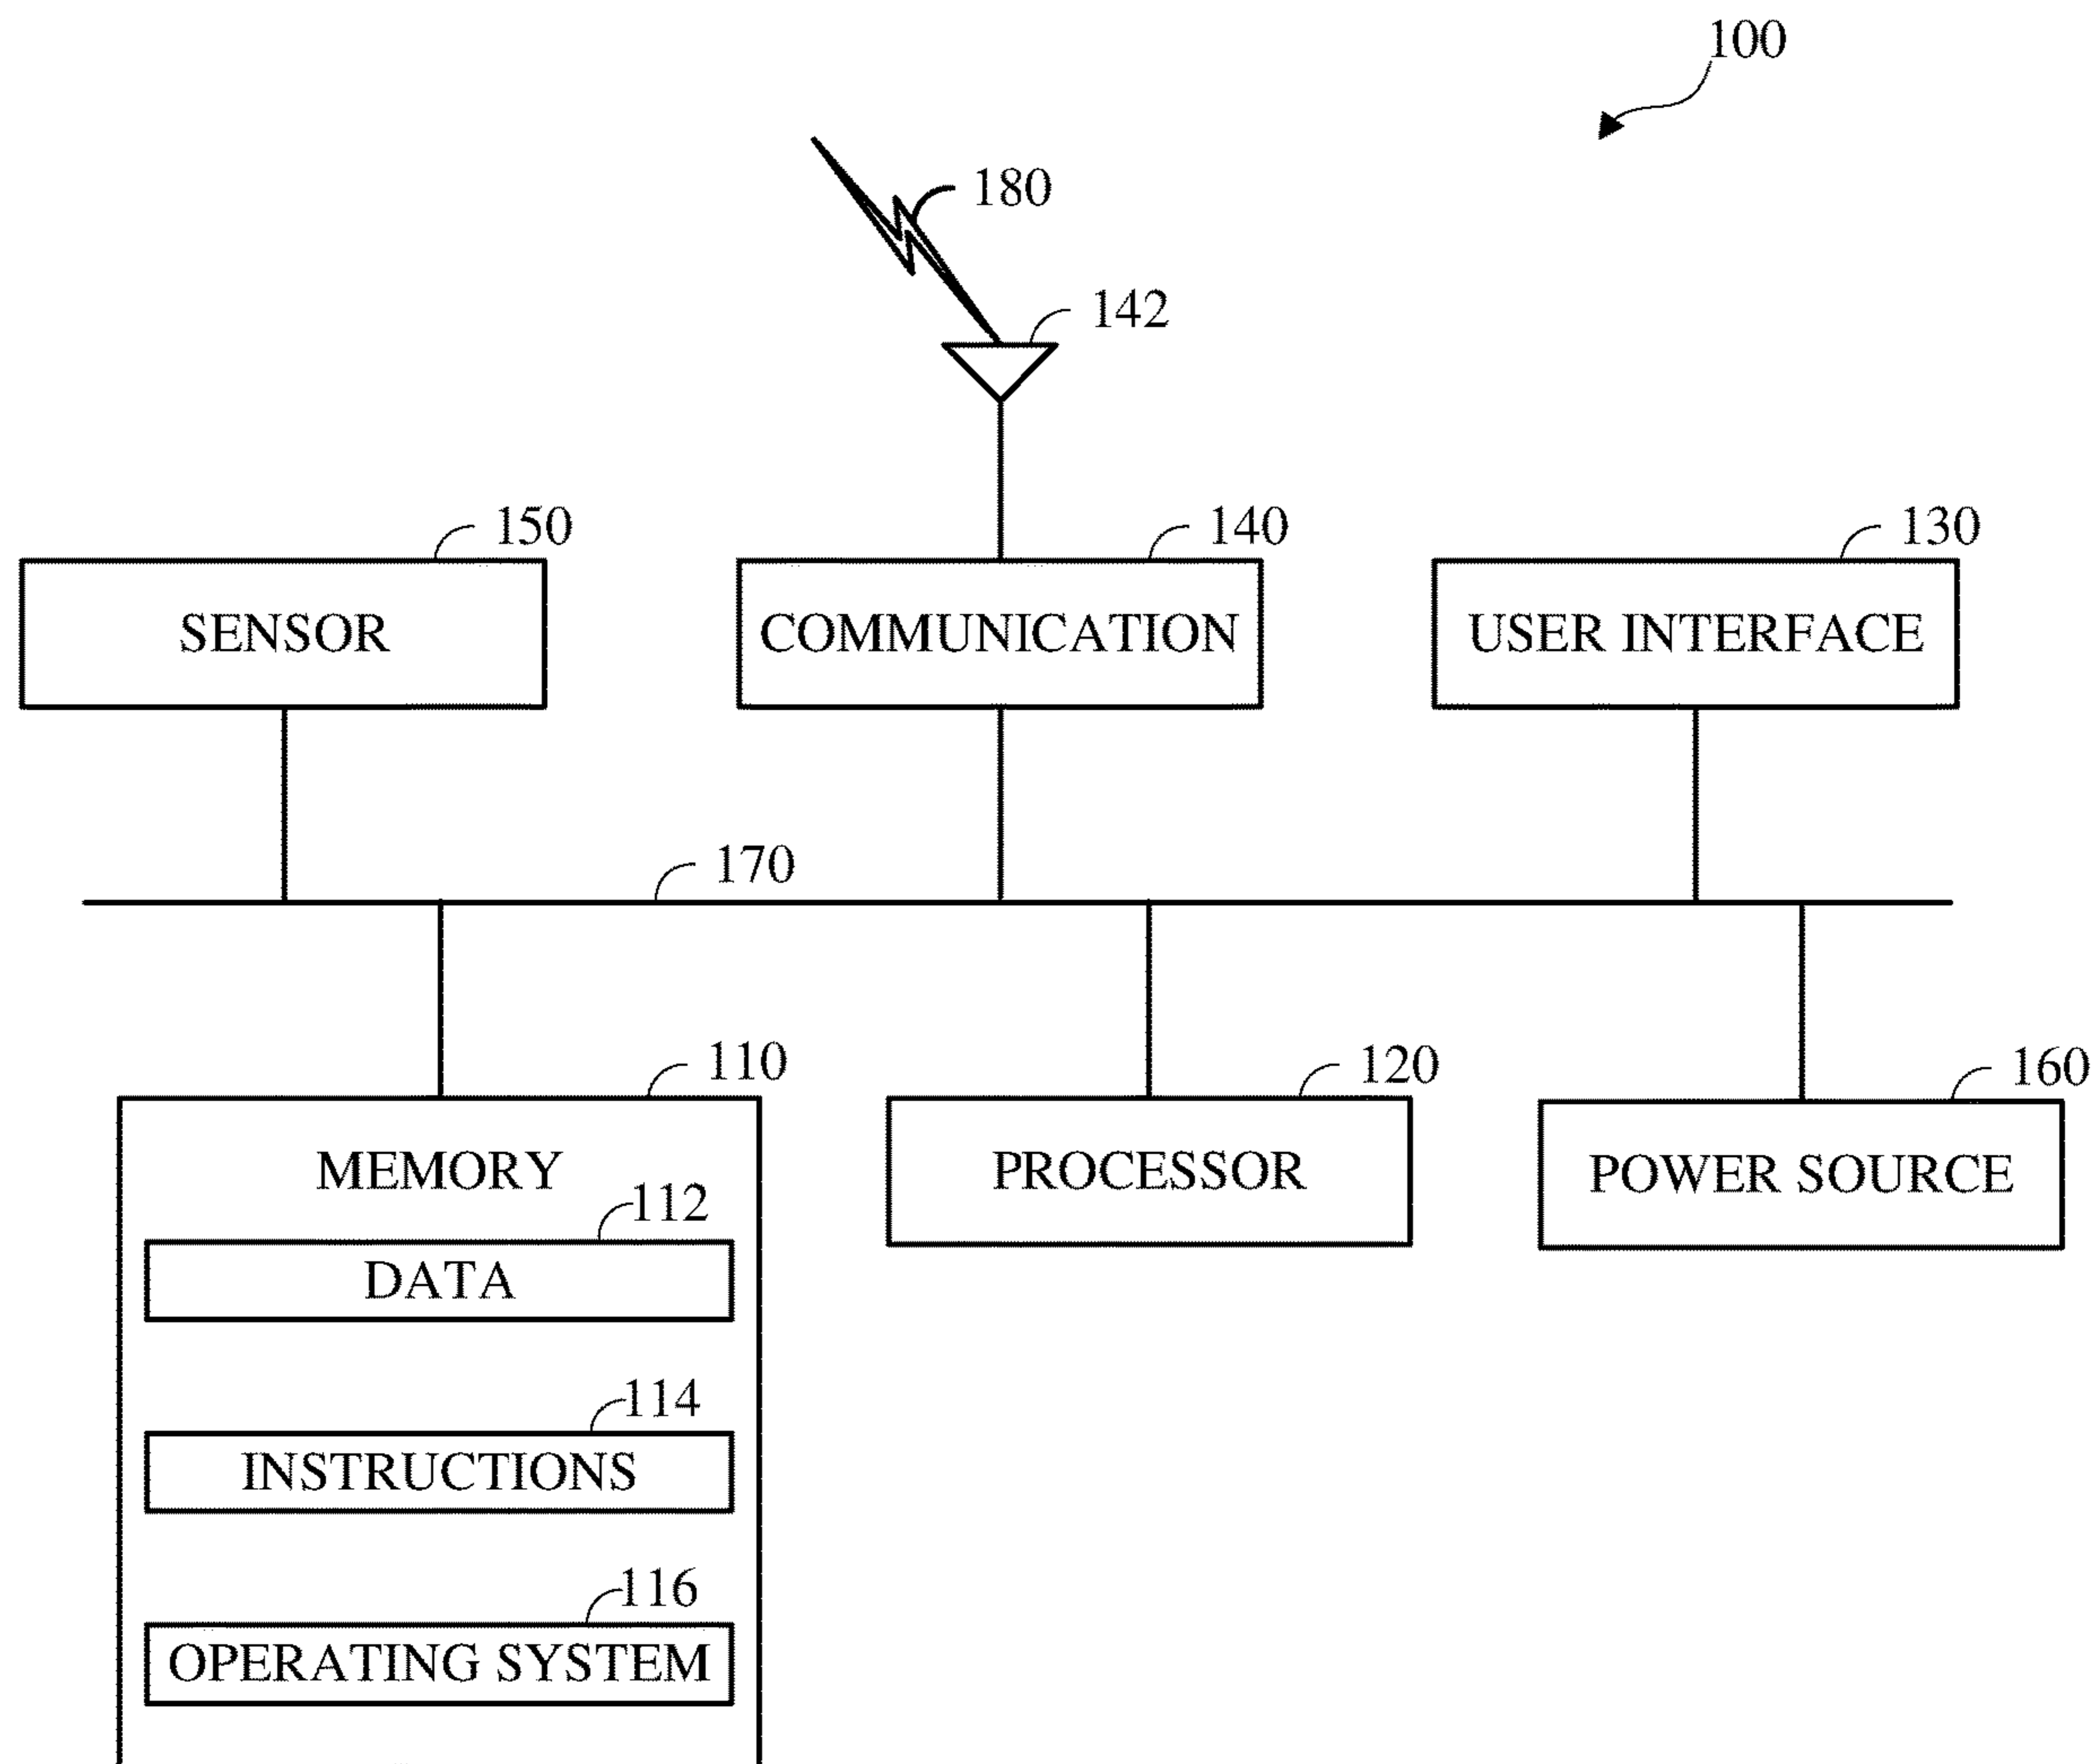 100
180
142
150
140
130
SENSOR
COMMUNICATION
USER INTERFACE
170
110
120
160
MEMORY
PROCESSOR
POWER SOURCE
112
DATA
114
INSTRUCTIONS
116
OPERATING SYSTEM